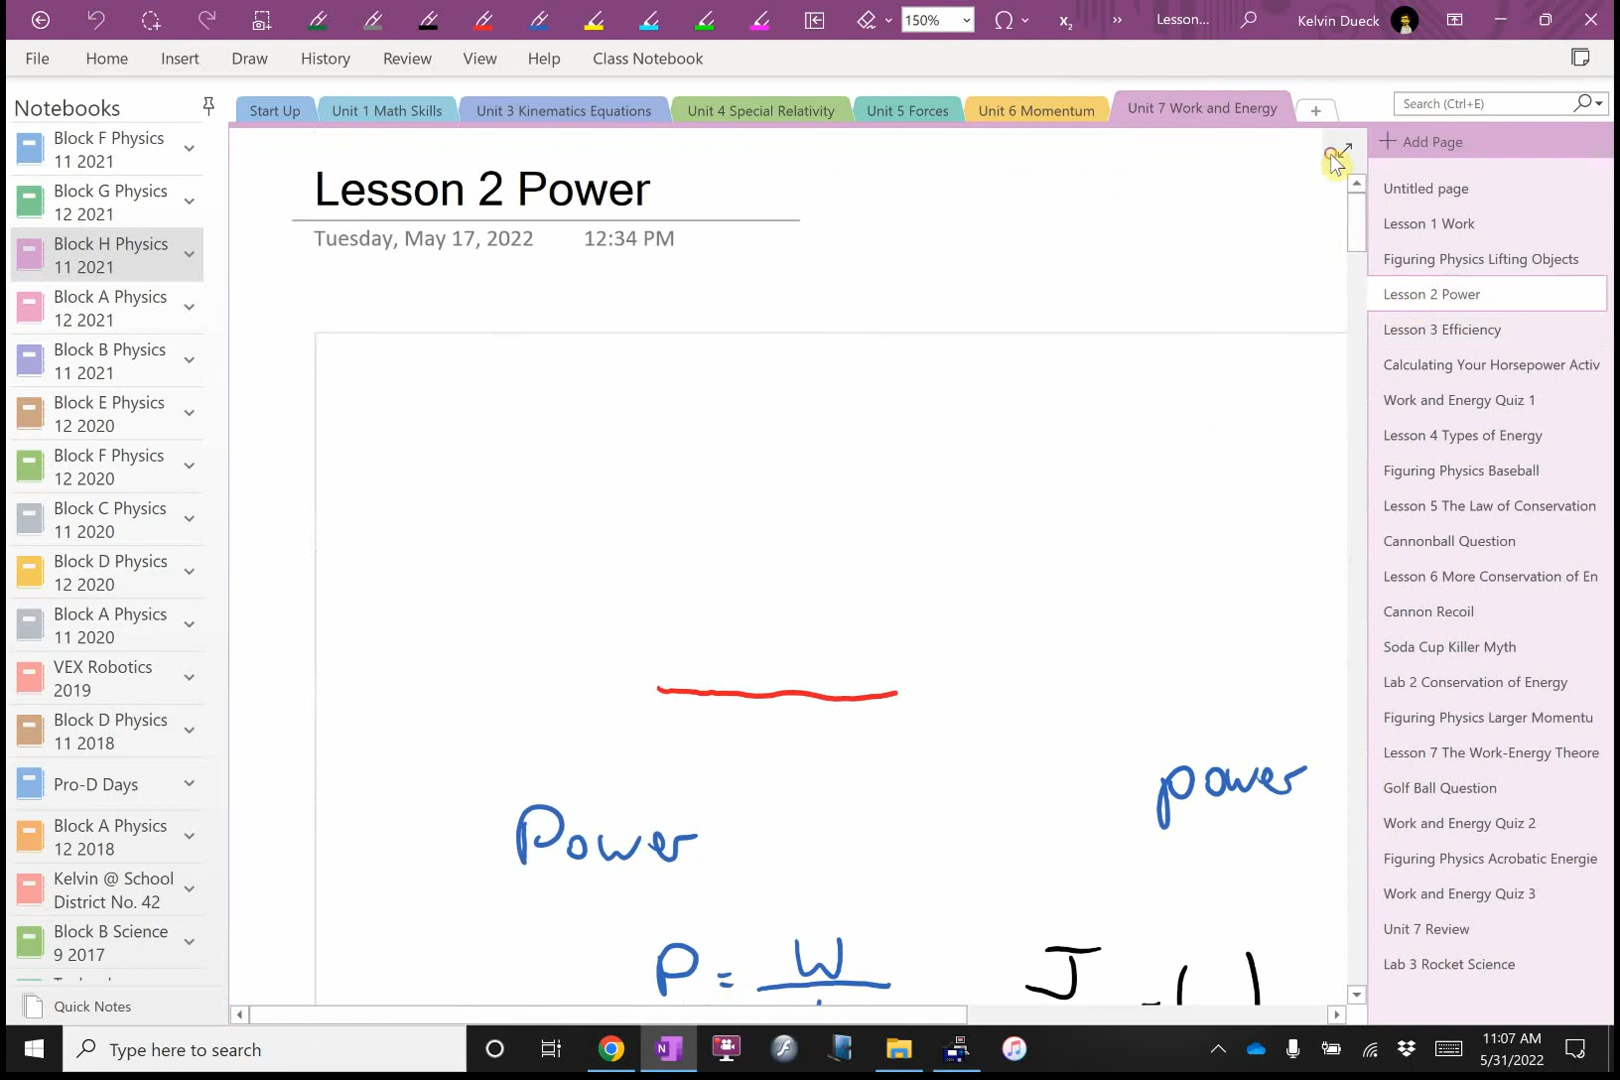 150%
Lesson...
Kelvin Dueck
File Home Insert Draw History Review View Help Class Notebook
Notebooks
Start Up
Unit 1 Math Skills
Unit 3 Kinematics Equations
Unit 4 Special Relativity
Unit 5 Forces
Unit 6 Momentum
Unit 7 Work and Energy
Search (Ctrl+E)
Block F Physics
11 2021
Block G Physics
12 2021
Block H Physics
11 2021
Block A Physics
12 2021
Block B Physics
11 2021
Block E Physics
12 2020
Block F Physics
12 2020
Block C Physics
11 2020
Block D Physics
12 2020
Block A Physics
11 2020
VEX Robotics
2019
Block D Physics
11 2018
Pro-D Days
Block A Physics
12 2018
Kelvin @ School
District No. 42
Block B Science
9 2017
Quick Notes
Lesson 2 Power
Tuesday, May 17, 2022 12:34 PM
power
Power
P = W
J
Add Page
Untitled page
Lesson 1 Work
Figuring Physics Lifting Objects
Lesson 2 Power
Lesson 3 Efficiency
Calculating Your Horsepower Activ
Work and Energy Quiz 1
Lesson 4 Types of Energy
Figuring Physics Baseball
Lesson 5 The Law of Conservation
Cannonball Question
Lesson 6 More Conservation of En
Cannon Recoil
Soda Cup Killer Myth
Lab 2 Conservation of Energy
Figuring Physics Larger Momentu
Lesson 7 The Work-Energy Theore
Golf Ball Question
Work and Energy Quiz 2
Figuring Physics Acrobatic Energie
Work and Energy Quiz 3
Unit 7 Review
Lab 3 Rocket Science
Type here to search
11:07 AM
5/31/2022